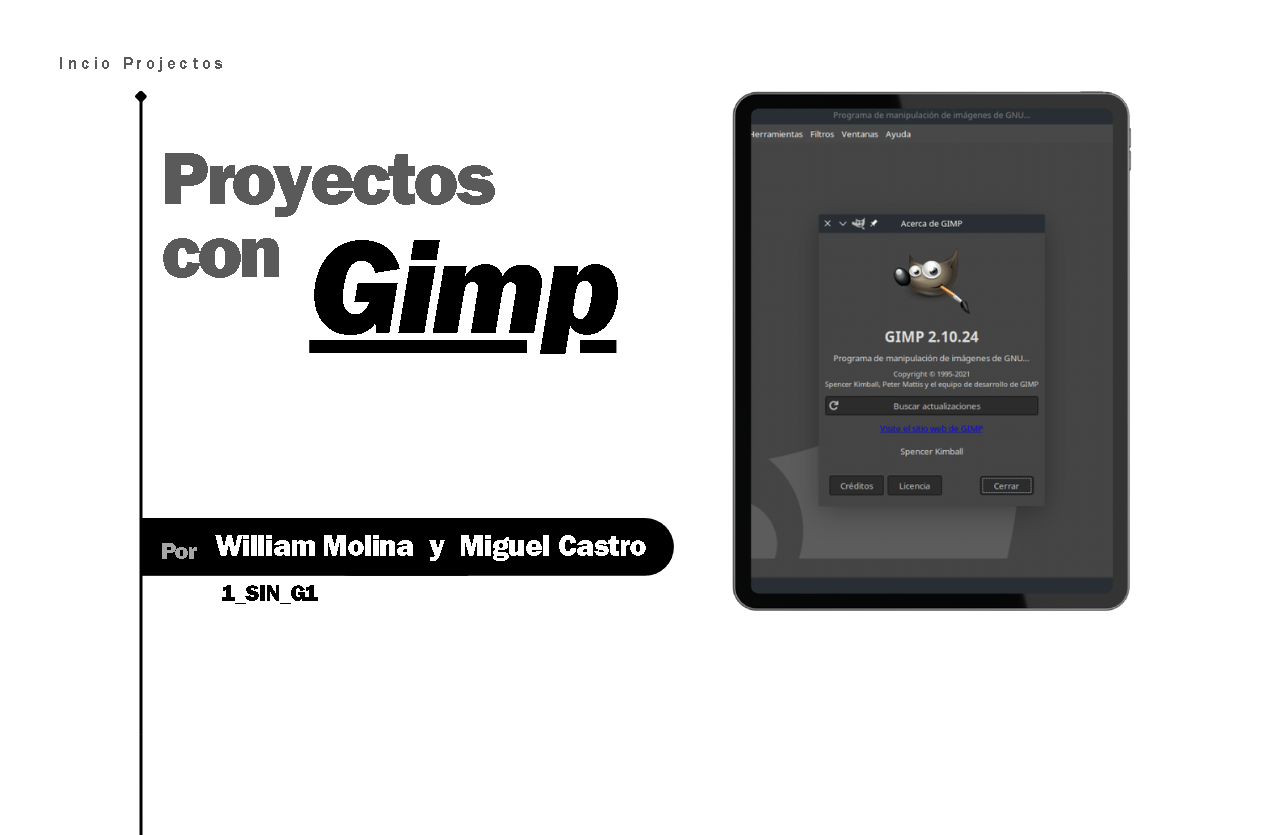 Incio Projectos
Proyectos
con Gimp
Por William Molina y Miguel Castro
1_SIN_G1
Programa de manipulación de imágenes de GNU...
Herramientas Filtros Ventanas Ayuda
Acerca de GIMP
GIMP 2.10.24
Programa de manipulación de imágenes de GNU...
Copyright © 1995-2021
Spencer Kimball, Peter Mattis y el equipo de desarrollo de GIMP
Buscar actualizaciones
Visite el sitio web de GIMP
Spencer Kimball
Créditos Licencia Cerrar